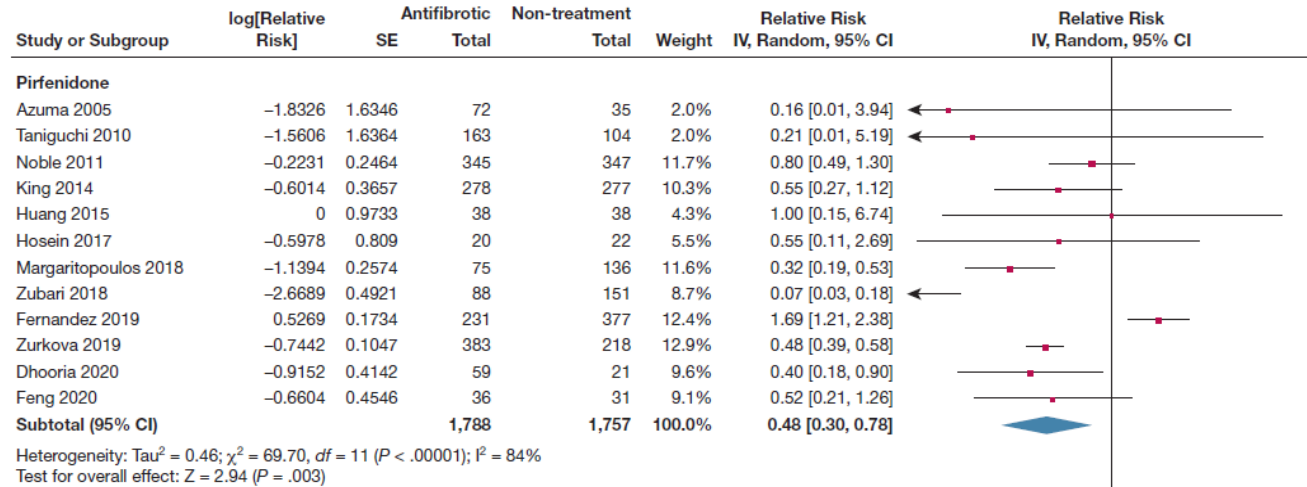 log[Relative Antifibrotic Non-treatment Relative Risk Relative Risk
Study or Subgroup Risk] SE Total Total Weight IV, Random, 95% CI IV, Random, 95% CI
Pirfenidone
Azuma 2005 −1.8326 1.6346 72 35 2.0% 0.16 [0.01, 3.94]
Taniguchi 2010 −1.5606 1.6364 163 104 2.0% 0.21 [0.01, 5.19]
Noble 2011 −0.2231 0.2464 345 347 11.7% 0.80 [0.49, 1.30]
King 2014 −0.6014 0.3657 278 277 10.3% 0.55 [0.27, 1.12]
Huang 2015 0 0.9733 38 38 4.3% 1.00 [0.15, 6.74]
Hosein 2017 −0.5978 0.809 20 22 5.5% 0.55 [0.11, 2.69]
Margaritopoulos 2018 −1.1394 0.2574 75 136 11.6% 0.32 [0.19, 0.53]
Zubari 2018 −2.6689 0.4921 88 151 8.7% 0.07 [0.03, 0.18]
Fernandez 2019 0.5269 0.1734 231 377 12.4% 1.69 [1.21, 2.38]
Zurkova 2019 −0.7442 0.1047 383 218 12.9% 0.48 [0.39, 0.58]
Dhooria 2020 −0.9152 0.4142 59 21 9.6% 0.40 [0.18, 0.90]
Feng 2020 −0.6604 0.4546 36 31 9.1% 0.52 [0.21, 1.26]
Subtotal (95% CI) 1,788 1,757 100.0% 0.48 [0.30, 0.78]
Heterogeneity: Tau² = 0.46; χ² = 69.70, df = 11 (P < .00001); I² = 84%
Test for overall effect: Z = 2.94 (P = .003)